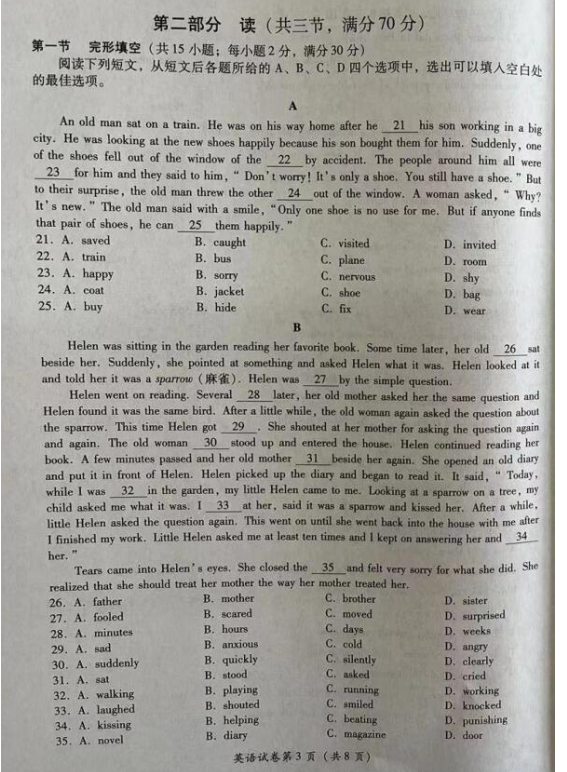 第二部分 读（共三节，满分70分）
第一节 完形填空（共15小题；每小题2分，满分30分）
阅读下列短文，从短文后各题所给的A、B、C、D四个选项中，选出可以填入空白处
的最佳选项。
A
An old man sat on a train. He was on his way home after he 21 his son working in a big
city. He was looking at the new shoes happily because his son bought them for him. Suddenly, one
of the shoes fell out of the window of the 22 by accident. The people around him all were
23 for him and they said to him, “ Don't worry! It's only a shoe. You still have a shoe. ” But
to their surprise, the old man threw the other 24 out of the window. A woman asked, “ Why?
It's new. ” The old man said with a smile, “Only one shoe is no use for me. But if anyone finds
that pair of shoes, he can 25 them happily. ”
21. A. saved B. caught C. visited D. invited
22. A. train B. bus C. plane D. room
23. A. happy B. sorry C. nervous D. shy
24. A. coat B. jacket C. shoe D. bag
25. A. buy B. hide C. fix D. wear
B
Helen was sitting in the garden reading her favorite book. Some time later, her old 26 sat
beside her. Suddenly, she pointed at something and asked Helen what it was. Helen looked at it
and told her it was a sparrow（麻雀）. Helen was 27 by the simple question.
Helen went on reading. Several 28 later, her old mother asked her the same question and
Helen found it was the same bird. After a little while, the old woman again asked the question about
the sparrow. This time Helen got 29 . She shouted at her mother for asking the question again
and again. The old woman 30 stood up and entered the house. Helen continued reading her
book. A few minutes passed and her old mother 31 beside her again. She opened an old diary
and put it in front of Helen. Helen picked up the diary and began to read it. It said, “ Today,
while I was 32 in the garden, my little Helen came to me. Looking at a sparrow on a tree, my
child asked me what it was. I 33 at her, said it was a sparrow and kissed her. After a while,
little Helen asked the question again. This went on until she went back into the house with me after
I finished my work. Little Helen asked me at least ten times and I kept on answering her and 34
her. ”
Tears came into Helen's eyes. She closed the 35 and felt very sorry for what she did. She
realized that she should treat her mother the way her mother treated her.
26. A. father B. mother C. brother D. sister
27. A. fooled B. scared C. moved D. surprised
28. A. minutes B. hours C. days D. weeks
29. A. sad B. anxious C. cold D. angry
30. A. suddenly B. quickly C. silently D. clearly
31. A. sat B. stood C. asked D. cried
32. A. walking B. playing C. running D. working
33. A. laughed B. shouted C. smiled D. knocked
34. A. kissing B. helping C. beating D. punishing
35. A. novel B. diary C. magazine D. door
英语试卷第3页（共8页）